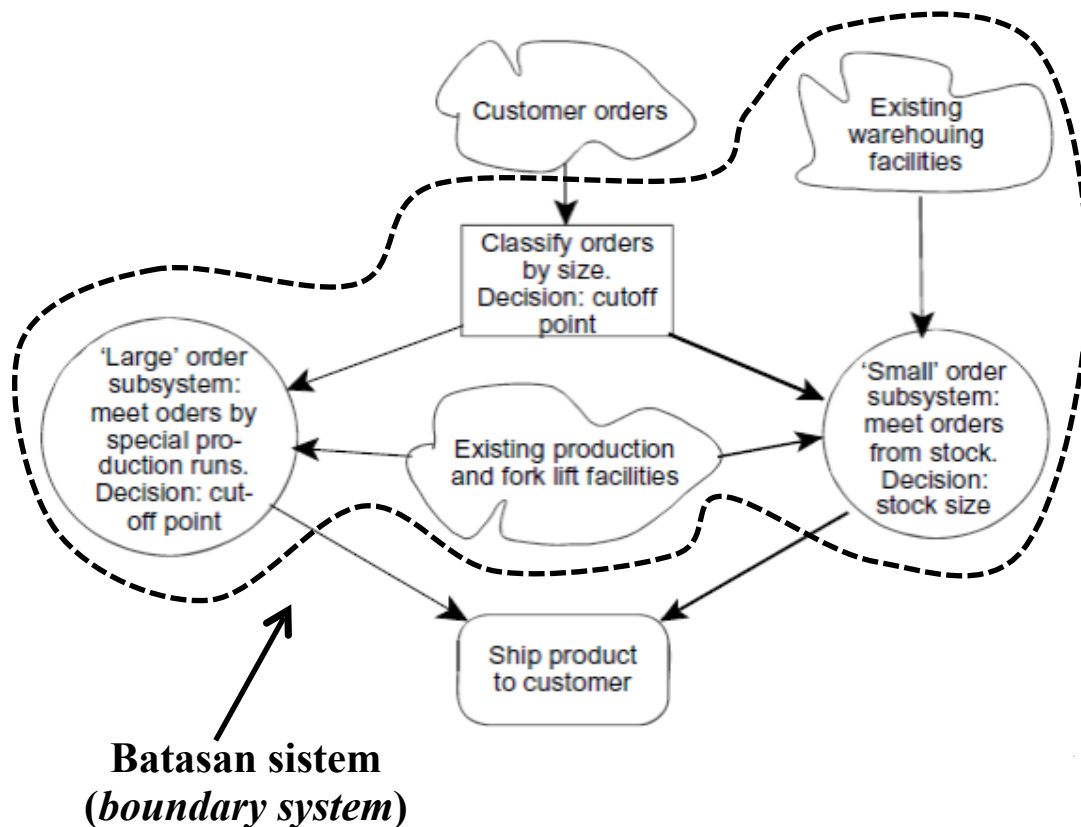 Customer orders
Existing
warehouing
facilities
Classify orders
by size.
Decision: cutoff
point
‘Large’ order
subsystem:
meet oders by
special pro-
duction runs.
Decision: cut-
off point
Existing production
and fork lift facilities
‘Small’ order
subsystem:
meet orders
from stock.
Decision:
stock size
Ship product
to customer
Batasan sistem
(boundary system)